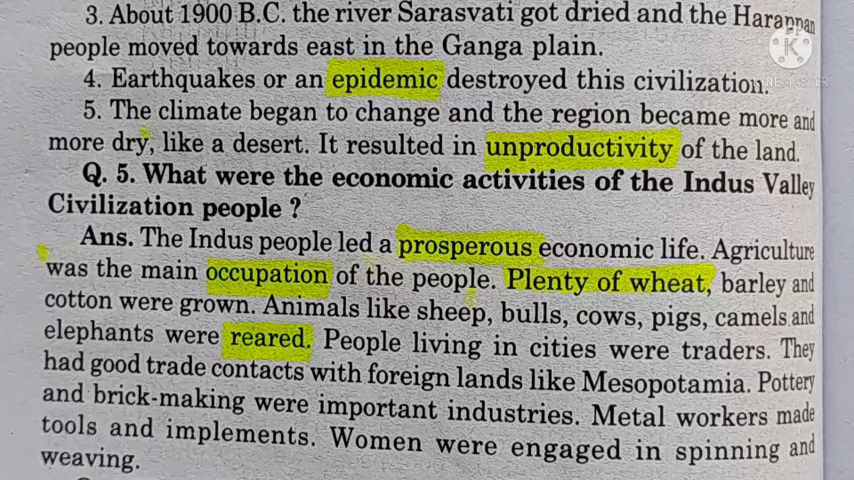 3. About 1900 B.C. the river Sarasvati got dried and the Harappan
people moved towards east in the Ganga plain.
4. Earthquakes or an epidemic destroyed this civilization.
5. The climate began to change and the region became more and
more dry, like a desert. It resulted in unproductivity of the land.
Q. 5. What were the economic activities of the Indus Valley
Civilization people ?
Ans. The Indus people led a prosperous economic life. Agriculture
was the main occupation of the people. Plenty of wheat, barley and
cotton were grown. Animals like sheep, bulls, cows, pigs, camels and
elephants were reared. People living in cities were traders. They
had good trade contacts with foreign lands like Mesopotamia. Pottery
and brick-making were important industries. Metal workers made
tools and implements. Women were engaged in spinning and
weaving.
K